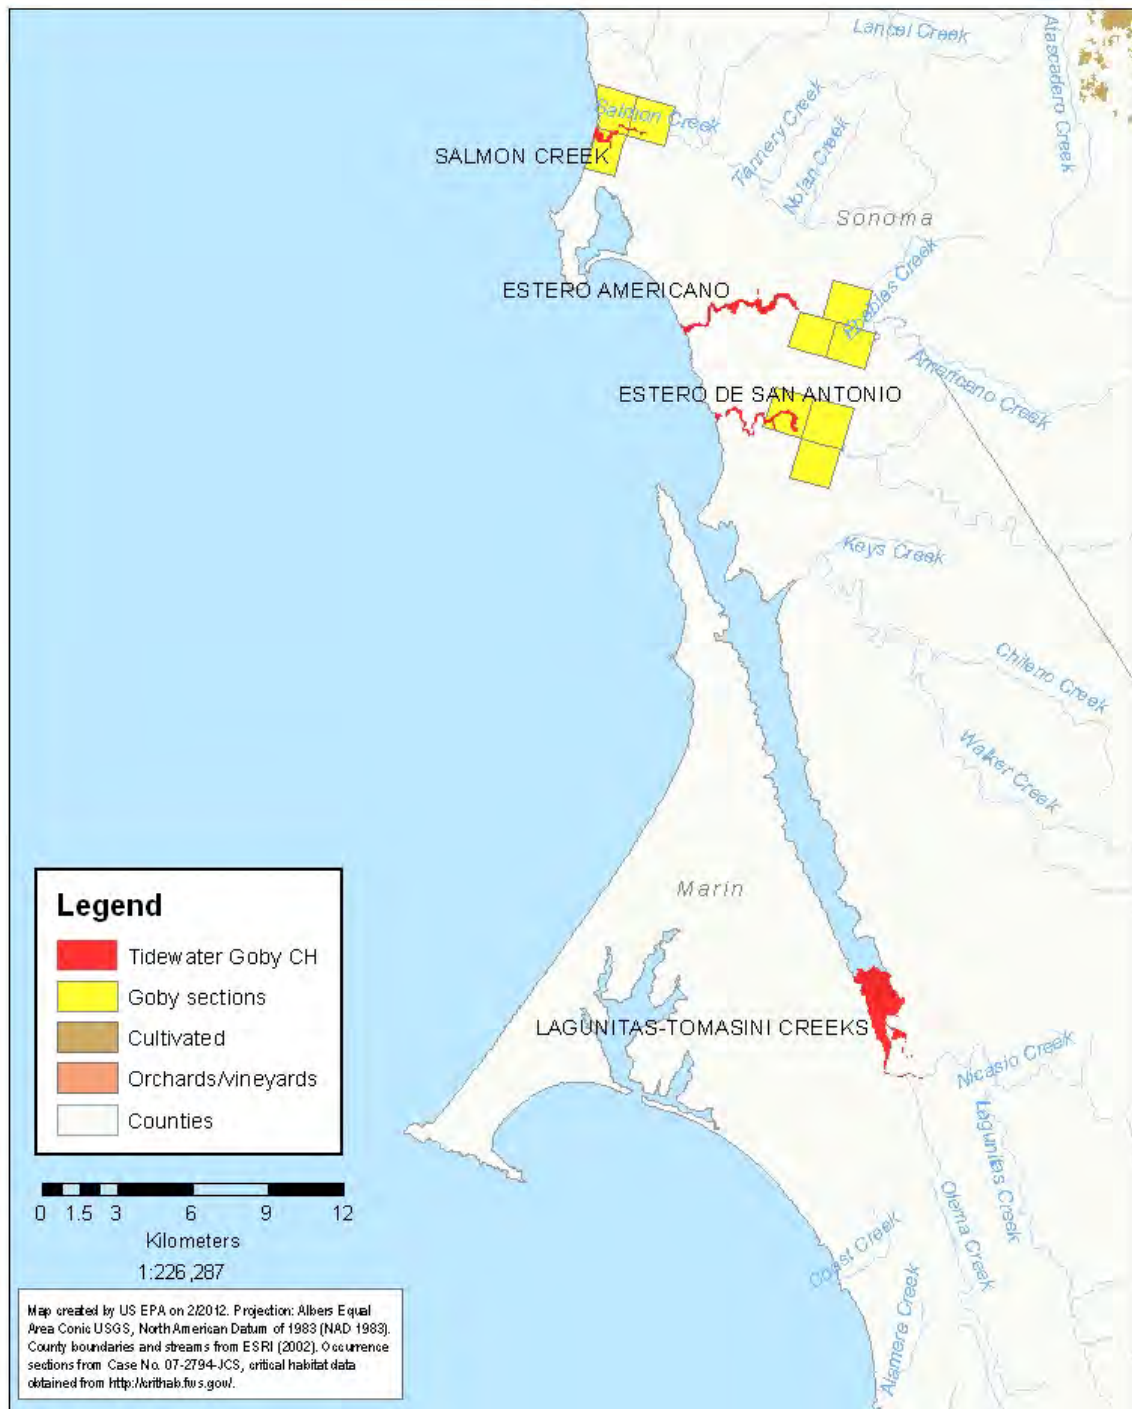 Lancel Creek
Atascadero Creek
Salmon Creek
SALMON CREEK
Tannery Creek
Nolan Creek
Sonoma
ESTERO AMERICANO
Ebabias Creek
Americano Creek
ESTERO DE SAN ANTONIO
Keys Creek
Chileno Creek
Walker Creek
Marin
LAGUNITAS-TOMASINI CREEKS
Nicasio Creek
Lagunitas Creek
Olema Creek
Coast Creek
Alamere Creek
Legend
Tidewater Goby CH
Goby sections
Cultivated
Orchards/vineyards
Counties
0 1.5 3 6 9 12
Kilometers
1:226,287
Map created by US EPA on 2/2012. Projection: Albers Equal
Area Conic USGS, North American Datum of 1983 (NAD 1983).
County boundaries and streams from ESRI (2002). Occurrence
sections from Case No. 07-2794-JCS, critical habitat data
obtained from http://crithab.fws.gov/.